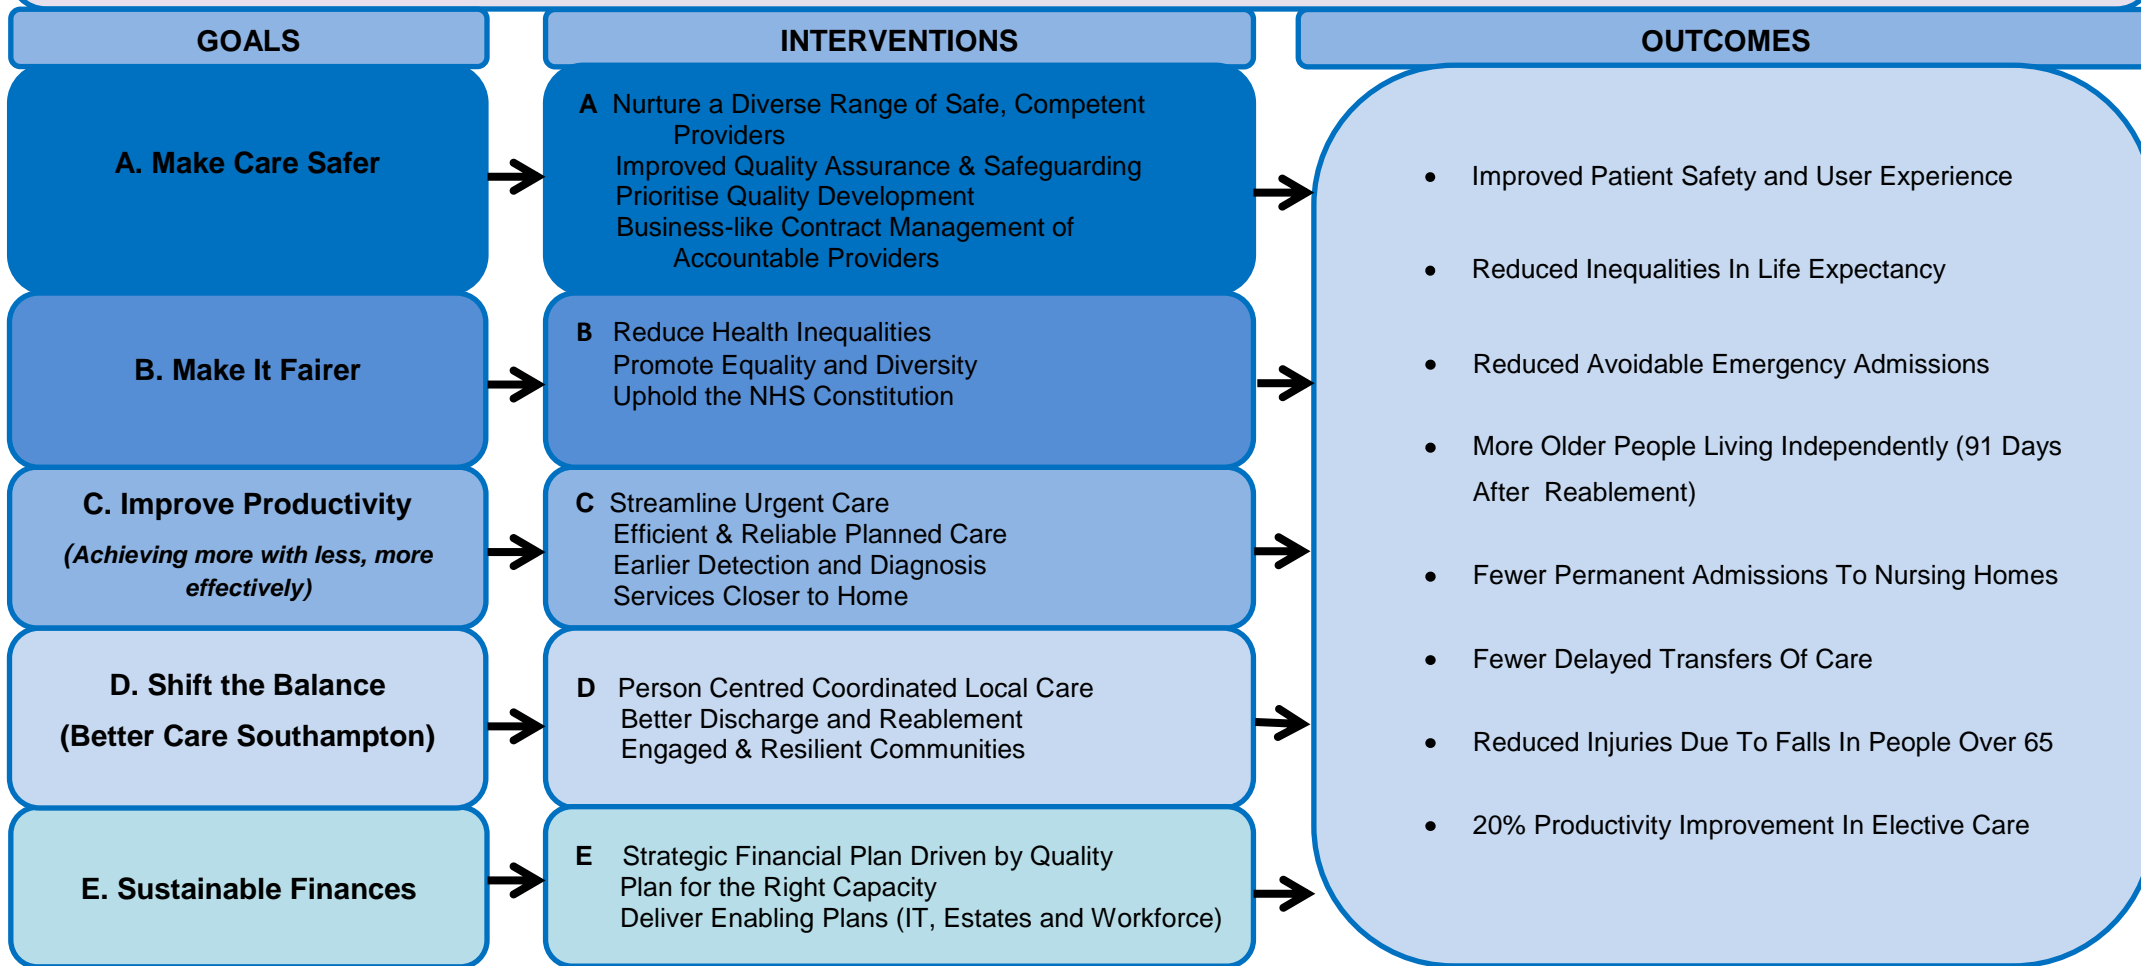 GOALS
INTERVENTIONS
OUTCOMES
A. Make Care Safer
A Nurture a Diverse Range of Safe, Competent
Providers
Improved Quality Assurance & Safeguarding
Prioritise Quality Development
Business-like Contract Management of
Accountable Providers
B. Make It Fairer
B Reduce Health Inequalities
Promote Equality and Diversity
Uphold the NHS Constitution
C. Improve Productivity
(Achieving more with less, more
effectively)
C Streamline Urgent Care
Efficient & Reliable Planned Care
Earlier Detection and Diagnosis
Services Closer to Home
D. Shift the Balance
(Better Care Southampton)
D Person Centred Coordinated Local Care
Better Discharge and Reablement
Engaged & Resilient Communities
E. Sustainable Finances
E Strategic Financial Plan Driven by Quality
Plan for the Right Capacity
Deliver Enabling Plans (IT, Estates and Workforce)
• Improved Patient Safety and User Experience
• Reduced Inequalities In Life Expectancy
• Reduced Avoidable Emergency Admissions
• More Older People Living Independently (91 Days
After Reablement)
• Fewer Permanent Admissions To Nursing Homes
• Fewer Delayed Transfers Of Care
• Reduced Injuries Due To Falls In People Over 65
• 20% Productivity Improvement In Elective Care